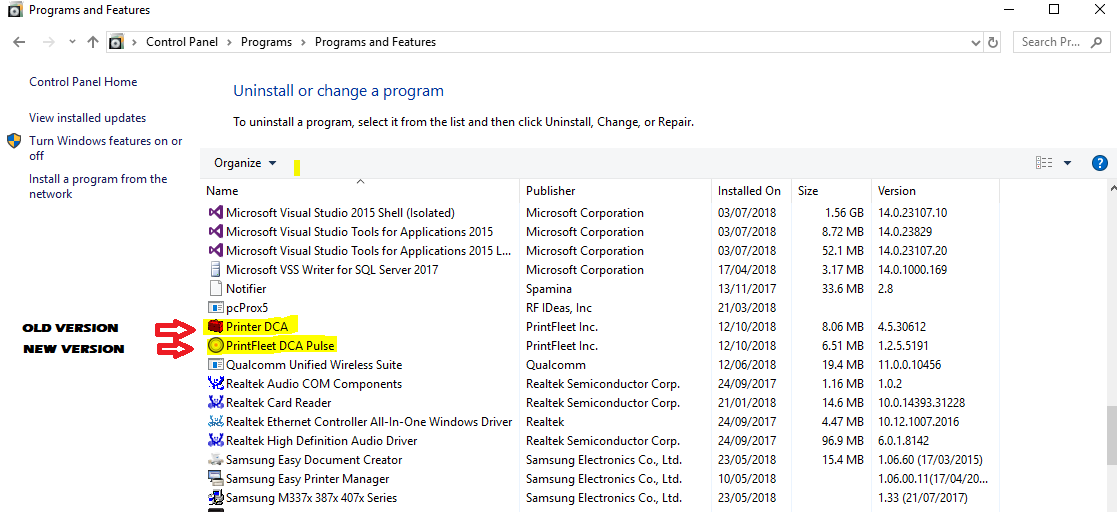 Programs and Features
Control Panel > Programs > Programs and Features
Search Pr...
Control Panel Home
View installed updates
Turn Windows features on or
off
Install a program from the
network
Uninstall or change a program
To uninstall a program, select it from the list and then click Uninstall, Change, or Repair.
Organize
Name Publisher Installed On Size Version
Microsoft Visual Studio 2015 Shell (Isolated) Microsoft Corporation 03/07/2018 1.56 GB 14.0.23107.10
Microsoft Visual Studio Tools for Applications 2015 Microsoft Corporation 03/07/2018 8.72 MB 14.0.23829
Microsoft Visual Studio Tools for Applications 2015 L... Microsoft Corporation 03/07/2018 52.1 MB 14.0.23107.20
Microsoft VSS Writer for SQL Server 2017 Microsoft Corporation 17/04/2018 3.17 MB 14.0.1000.169
Notifier Spamina 13/11/2017 33.6 MB 2.8
pcProx5 RF IDeas, Inc 21/03/2018
OLD VERSION Printer DCA PrintFleet Inc. 12/10/2018 8.06 MB 4.5.30612
NEW VERSION PrintFleet DCA Pulse PrintFleet Inc. 12/10/2018 6.51 MB 1.2.5.5191
Qualcomm Unified Wireless Suite Qualcomm 12/06/2018 19.4 MB 11.0.0.10456
Realtek Audio COM Components Realtek Semiconductor Corp. 24/09/2017 1.16 MB 1.0.2
Realtek Card Reader Realtek Semiconductor Corp. 21/01/2018 14.6 MB 10.0.14393.31228
Realtek Ethernet Controller All-In-One Windows Driver Realtek 24/09/2017 4.47 MB 10.12.1007.2016
Realtek High Definition Audio Driver Realtek Semiconductor Corp. 24/09/2017 96.9 MB 6.0.1.8142
Samsung Easy Document Creator Samsung Electronics Co., Ltd. 23/05/2018 15.4 MB 1.06.60 (17/03/2015)
Samsung Easy Printer Manager Samsung Electronics Co., Ltd. 10/05/2018 1.06.00.11(17/04/20...
Samsung M337x 387x 407x Series Samsung Electronics Co., Ltd. 23/05/2018 1.33 (21/07/2017)